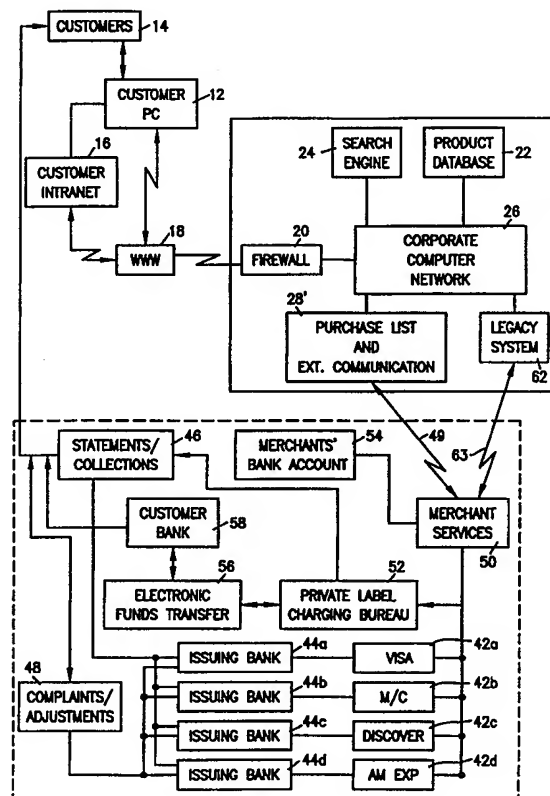 CUSTOMERS
14
CUSTOMER
PC
12
16
CUSTOMER
INTRANET
18
WWW
24
SEARCH
ENGINE
PRODUCT
DATABASE
22
20
FIREWALL
26
CORPORATE
COMPUTER
NETWORK
28'
PURCHASE LIST
AND
EXT. COMMUNICATION
LEGACY
SYSTEM
62
STATEMENTS/
COLLECTIONS
46
54
MERCHANTS'
BANK ACCOUNT
49
63
MERCHANT
SERVICES
50
CUSTOMER
BANK
58
56
ELECTRONIC
FUNDS TRANSFER
52
PRIVATE LABEL
CHARGING BUREAU
48
COMPLAINTS/
ADJUSTMENTS
ISSUING BANK
44a
VISA
42a
ISSUING BANK
44b
M/C
42b
ISSUING BANK
44c
DISCOVER
42c
ISSUING BANK
44d
AM EXP
42d